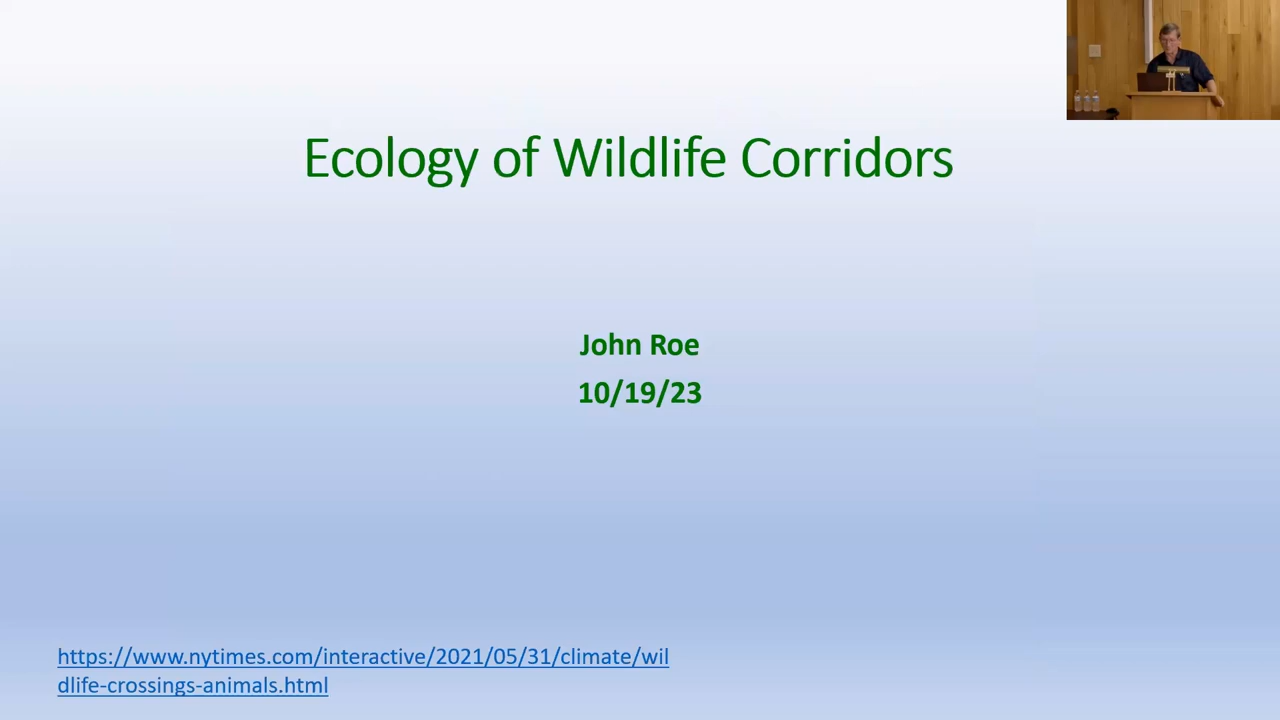 Ecology of Wildlife Corridors
John Roe
10/19/23
https://www.nytimes.com/interactive/2021/05/31/climate/wil
dlife-crossings-animals.html